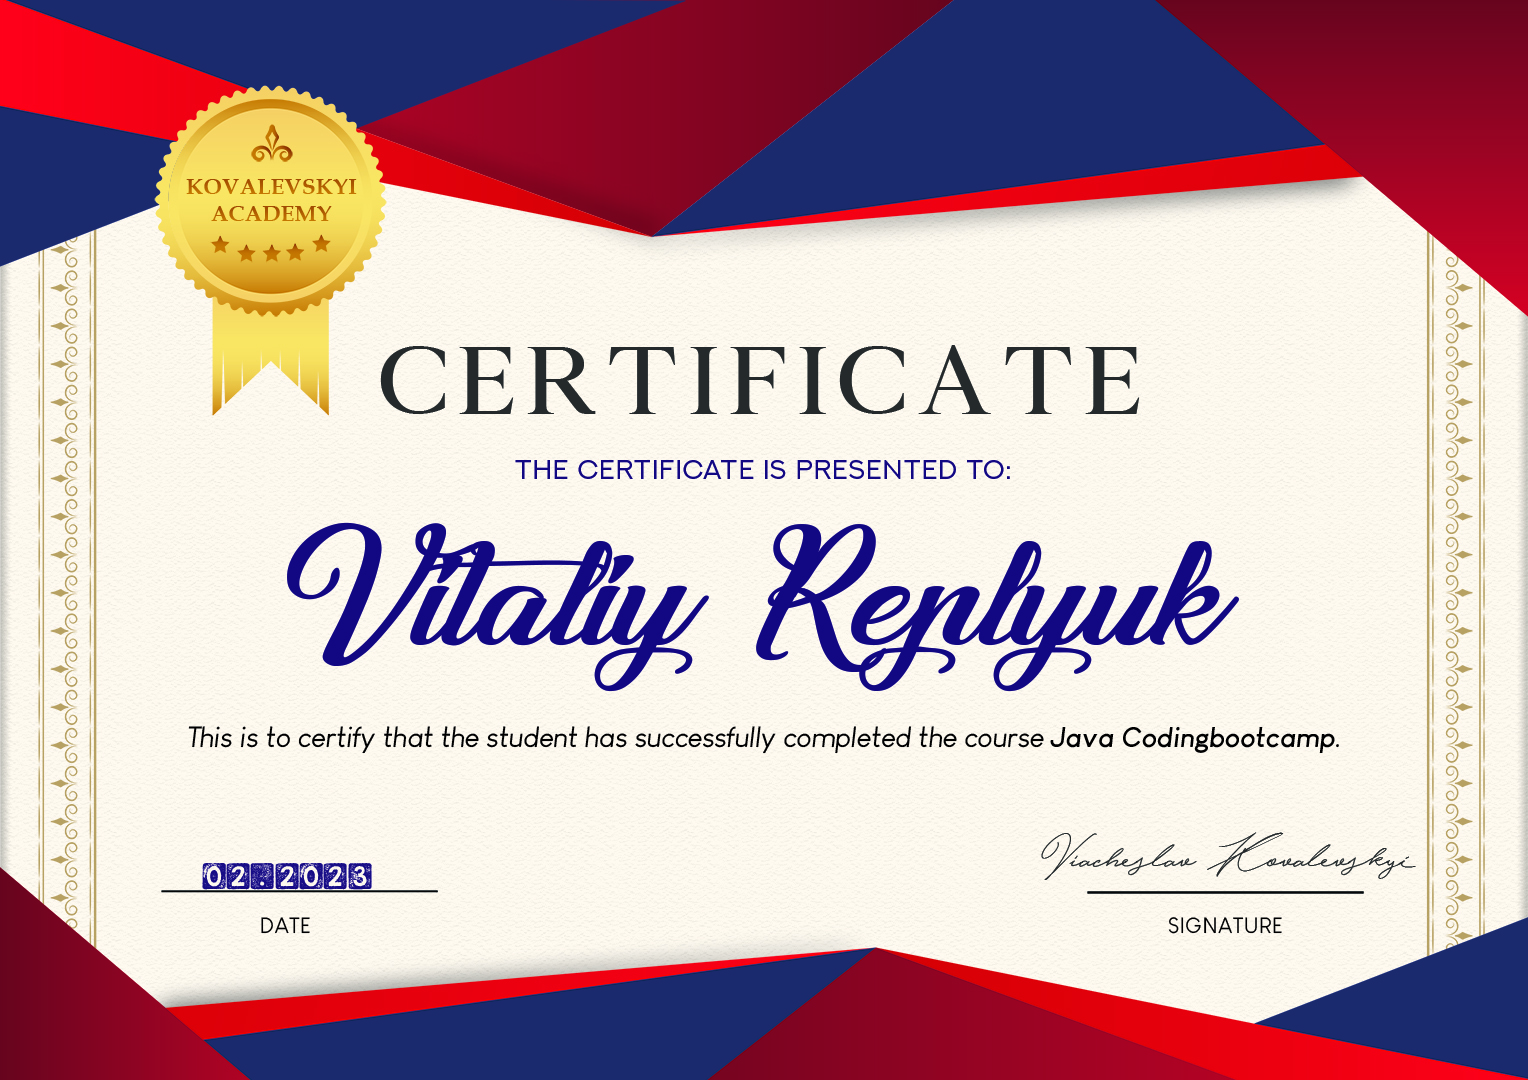 KOVALEVSKYI
ACADEMY
CERTIFICATE
THE CERTIFICATE IS PRESENTED TO:
Vitaliy Replyuk
This is to certify that the student has successfully completed the course Java Codingbootcamp.
02.2023
Viacheslav Kovalevskyi
DATE
SIGNATURE